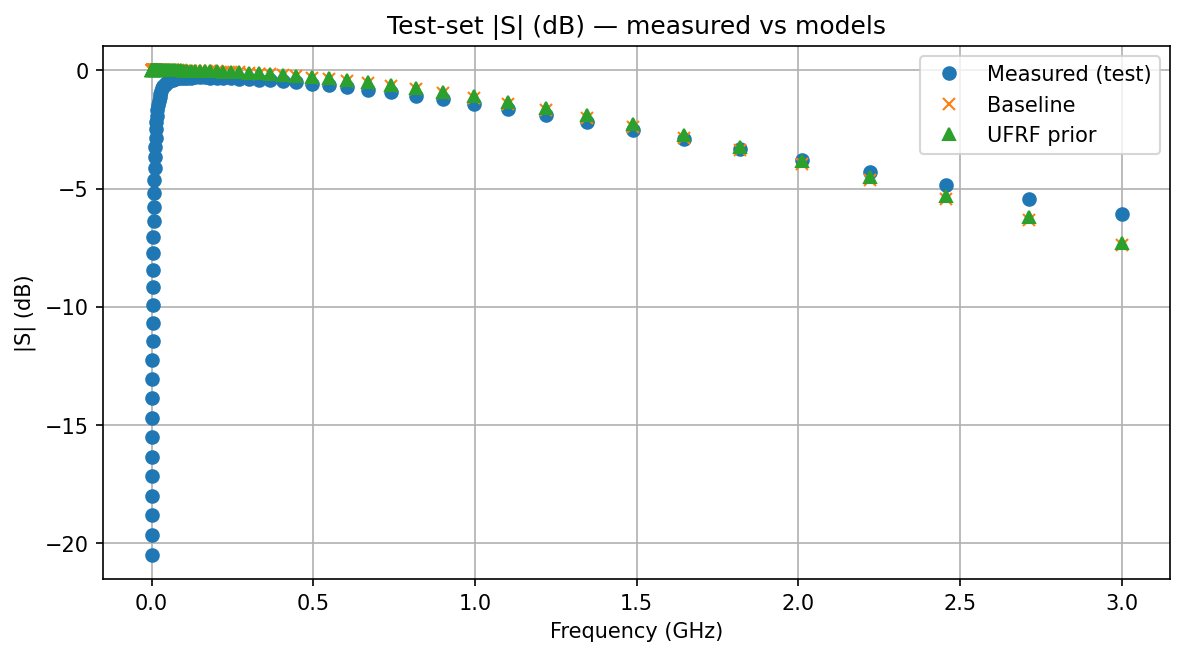 Test-set |S| (dB) — measured vs models
Measured (test)
Baseline
UFRF prior
|S| (dB)
0
−5
−10
−15
−20
0.0 0.5 1.0 1.5 2.0 2.5 3.0
Frequency (GHz)